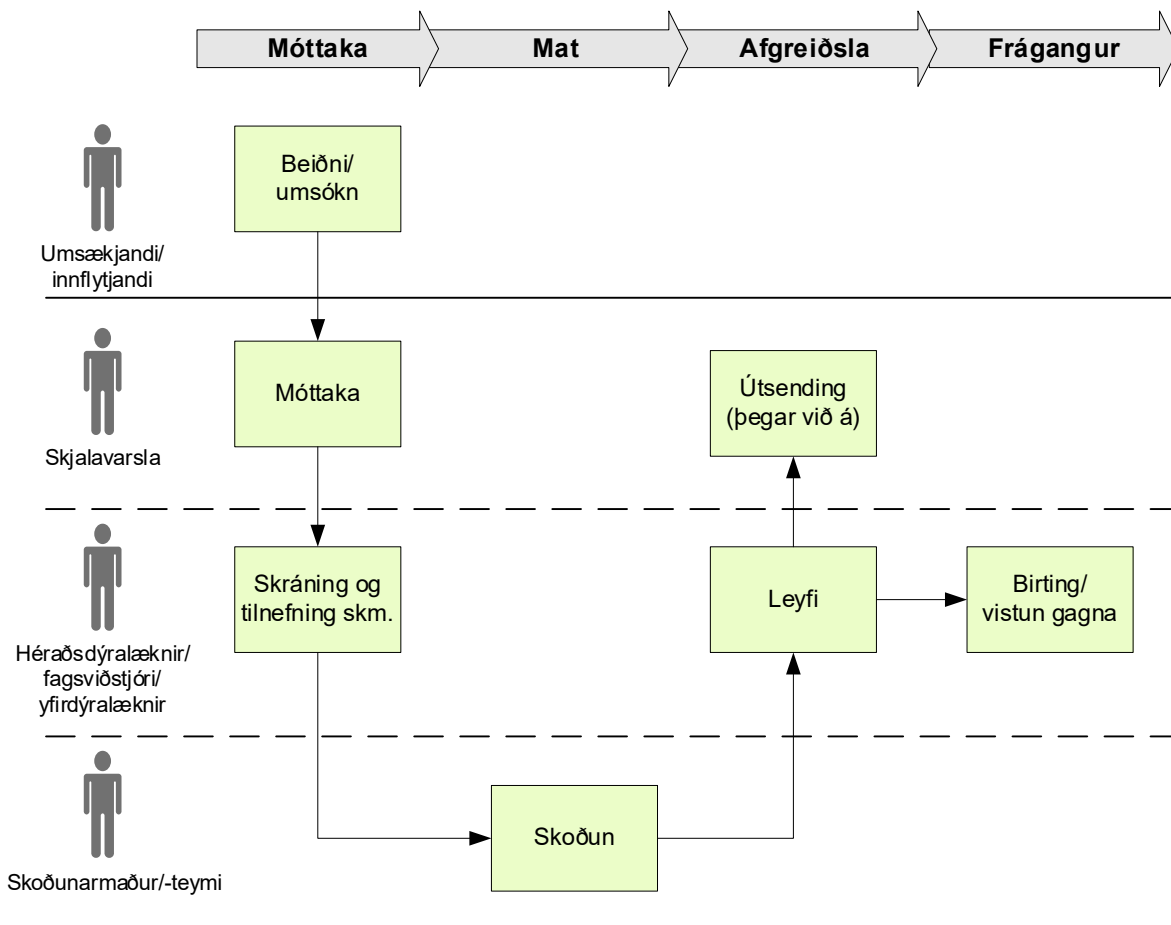 Móttaka
Mat
Afgreiðsla
Frágangur
Umsækjandi/
innflytjandi
Beiðni/
umsókn
Skjalavarsla
Móttaka
Útsending
(þegar við á)
Héraðsdýralæknir/
fagsviðstjóri/
yfirdýralæknir
Skráning og
tilnefning skm.
Leyfi
Birting/
vistun gagna
Skoðunarmaður/-teymi
Skoðun